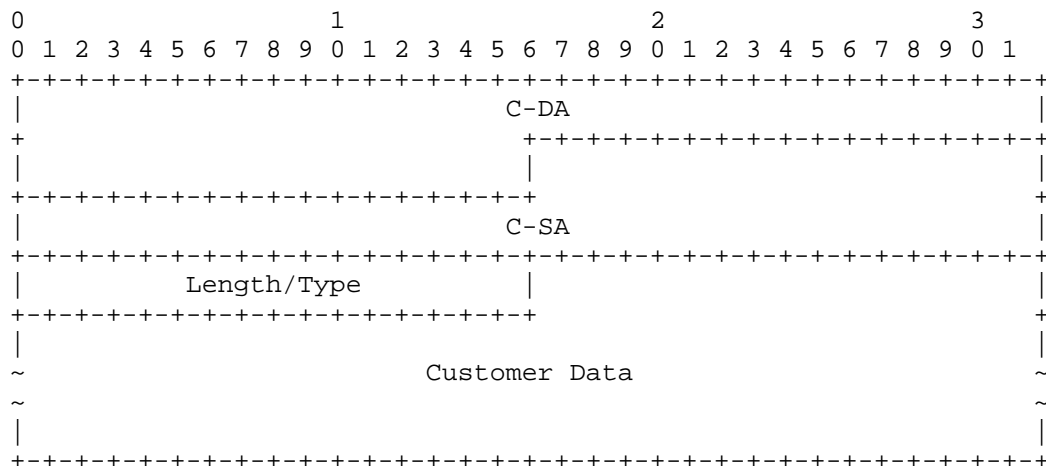 0                   1                   2                   3
0 1 2 3 4 5 6 7 8 9 0 1 2 3 4 5 6 7 8 9 0 1 2 3 4 5 6 7 8 9 0 1
+-+-+-+-+-+-+-+-+-+-+-+-+-+-+-+-+-+-+-+-+-+-+-+-+-+-+-+-+-+-+-+-+
|                              C-DA                             |
+                               +-+-+-+-+-+-+-+-+-+-+-+-+-+-+-+-+
|                               |                               |
+-+-+-+-+-+-+-+-+-+-+-+-+-+-+-+-+                               +
|                              C-SA                             |
+-+-+-+-+-+-+-+-+-+-+-+-+-+-+-+-+-+-+-+-+-+-+-+-+-+-+-+-+-+-+-+-+
|          Length/Type          |                               |
+-+-+-+-+-+-+-+-+-+-+-+-+-+-+-+-+                               +
|                                                               |
~                         Customer Data                         ~
~                                                               ~
|                                                               |
+-+-+-+-+-+-+-+-+-+-+-+-+-+-+-+-+-+-+-+-+-+-+-+-+-+-+-+-+-+-+-+-+